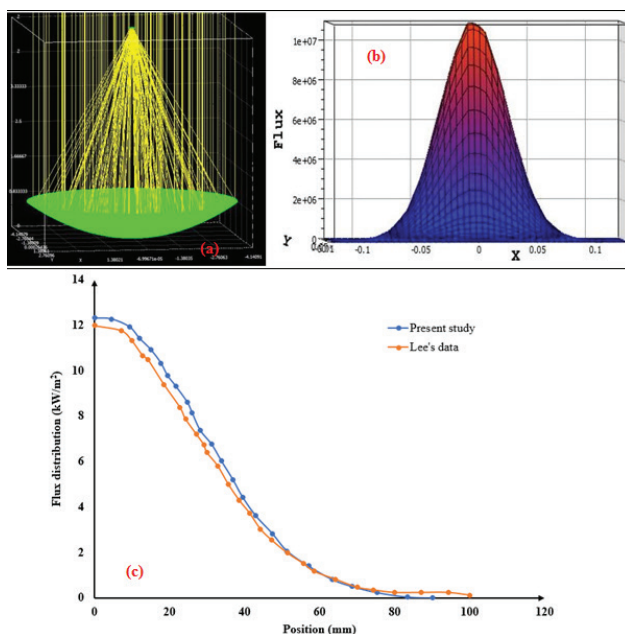 (a)
Y
X
(b)
1e+07
8e+06
6e+06
4e+06
2e+06
0
Flux
-0.05
0
0.05
0.1
Y
X
14
12
10
8
6
4
2
0
Flux distribution (kW/m²)
Present study
Lee's data
(c)
0
20
40
60
80
100
120
Position (mm)